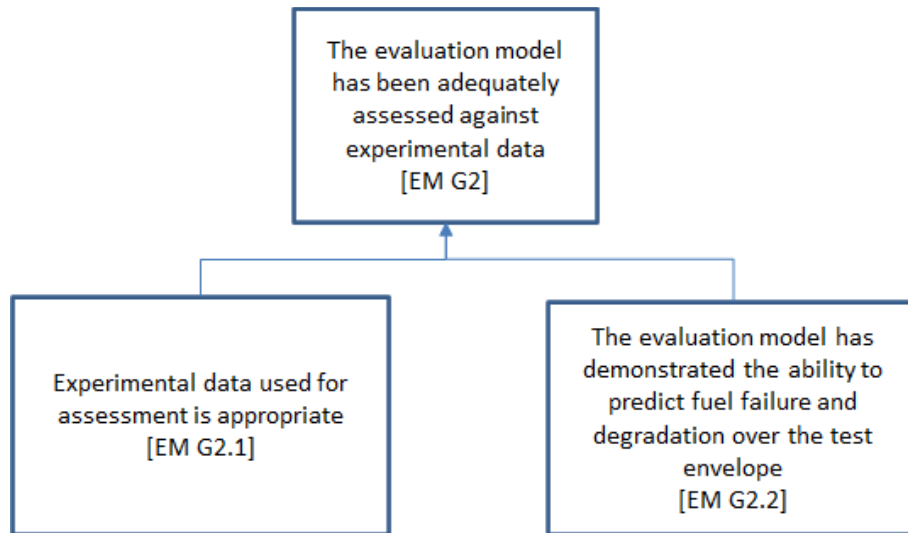 The evaluation model
has been adequately
assessed against
experimental data
[EM G2]
Experimental data used for
assessment is appropriate
[EM G2.1]
The evaluation model has
demonstrated the ability to
predict fuel failure and
degradation over the test
envelope
[EM G2.2]